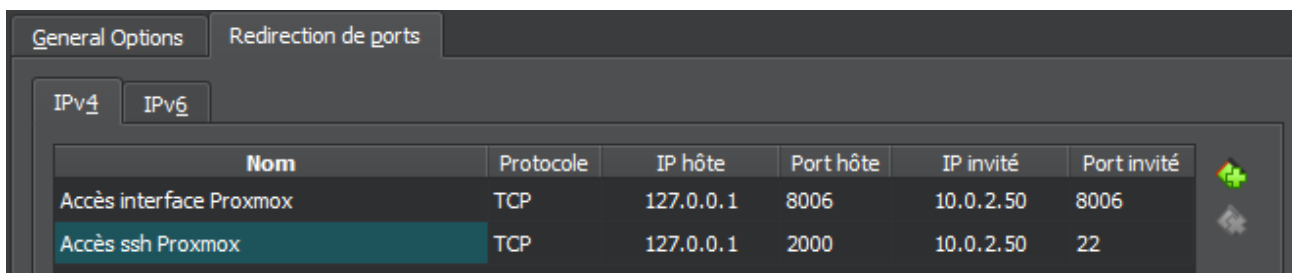 General Options Redirection de ports
IPv4 IPv6
Nom Protocole IP hôte Port hôte IP invité Port invité
Accès interface Proxmox TCP 127.0.0.1 8006 10.0.2.50 8006
Accès ssh Proxmox TCP 127.0.0.1 2000 10.0.2.50 22